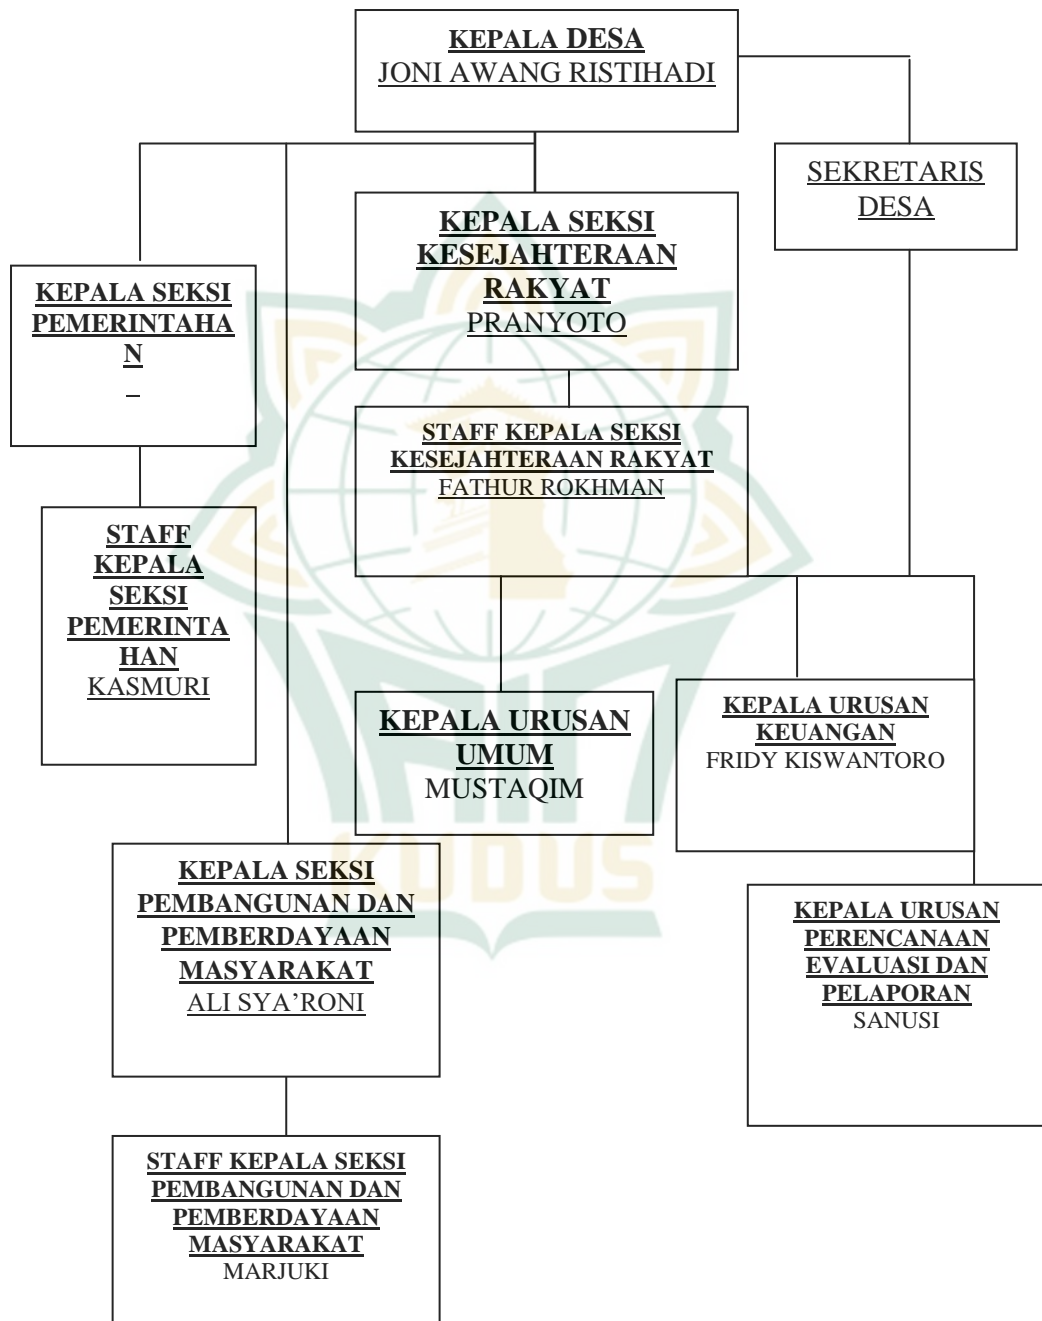 KEPALA DESA
JONI AWANG RISTIHADI
SEKRETARIS
DESA
KEPALA SEKSI
KESEJAHTERAAN
RAKYAT
PRANYOTO
KEPALA SEKSI
PEMERINTAHA
N
–
STAFF KEPALA SEKSI
KESEJAHTERAAN RAKYAT
FATHUR ROKHMAN
STAFF
KEPALA
SEKSI
PEMERINTA
HAN
KASMURI
KEPALA URUSAN
UMUM
MUSTAQIM
KEPALA URUSAN
KEUANGAN
FRIDY KISWANTORO
KEPALA SEKSI
PEMBANGUNAN DAN
PEMBERDAYAAN
MASYARAKAT
ALI SYA’RONI
KEPALA URUSAN
PERENCANAAN
EVALUASI DAN
PELAPORAN
SANUSI
STAFF KEPALA SEKSI
PEMBANGUNAN DAN
PEMBERDAYAAN
MASYARAKAT
MARJUKI
KUDUS